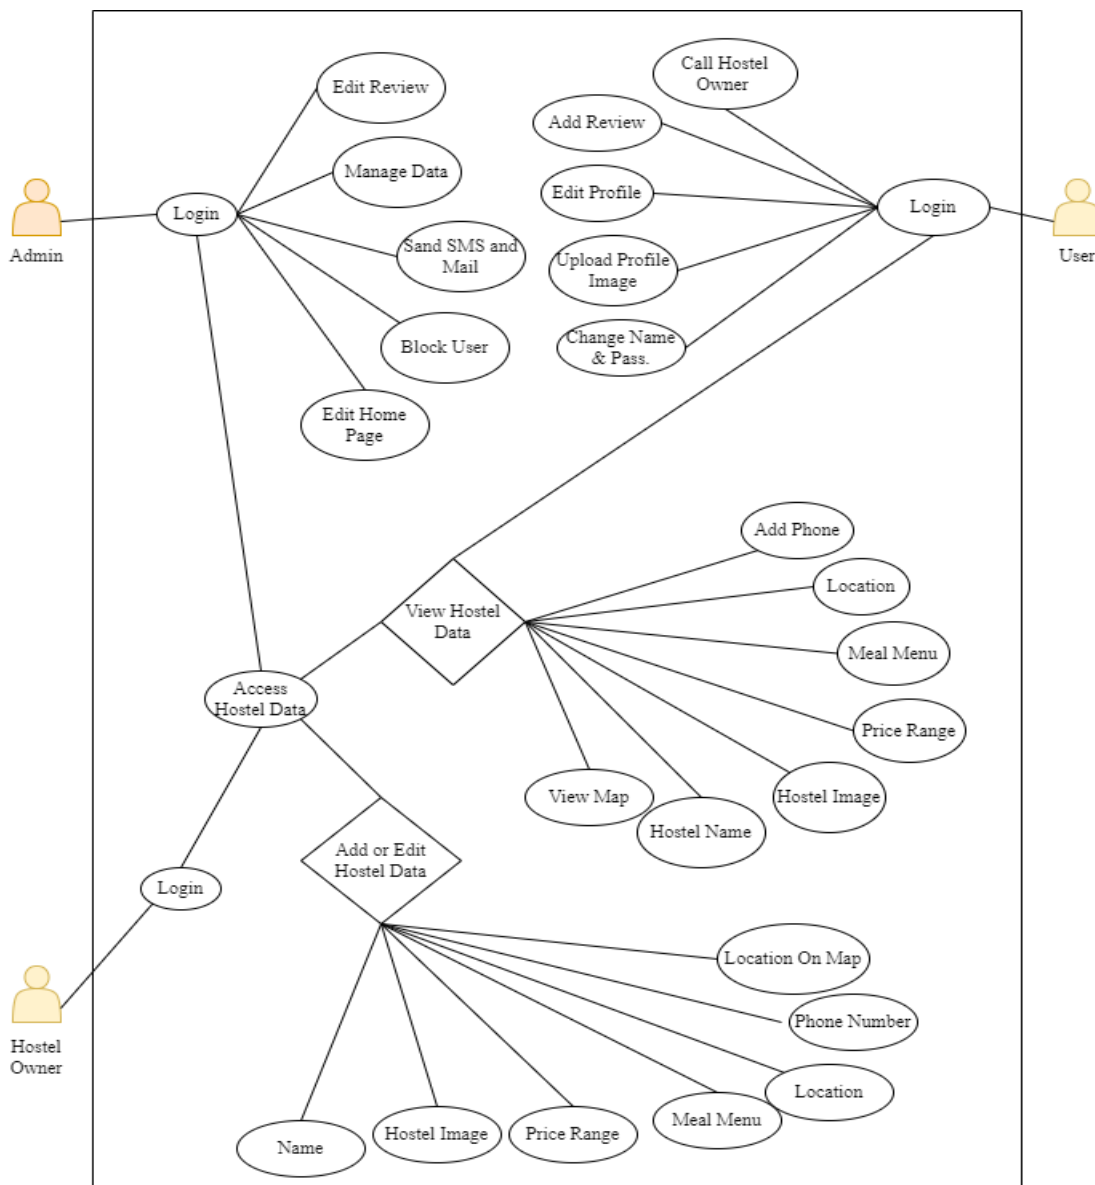 Call Hostel
Owner
Edit Review
Add Review
Manage Data
Edit Profile
Login
Login
Admin
User
Sand SMS and
Mail
Upload Profile
Image
Block User
Change Name
& Pass.
Edit Home
Page
Add Phone
Location
View Hostel
Data
Meal Menu
Access
Hostel Data
Price Range
View Map
Hostel Image
Hostel Name
Add or Edit
Hostel Data
Login
Location On Map
Phone Number
Hostel
Owner
Location
Meal Menu
Name
Hostel Image
Price Range